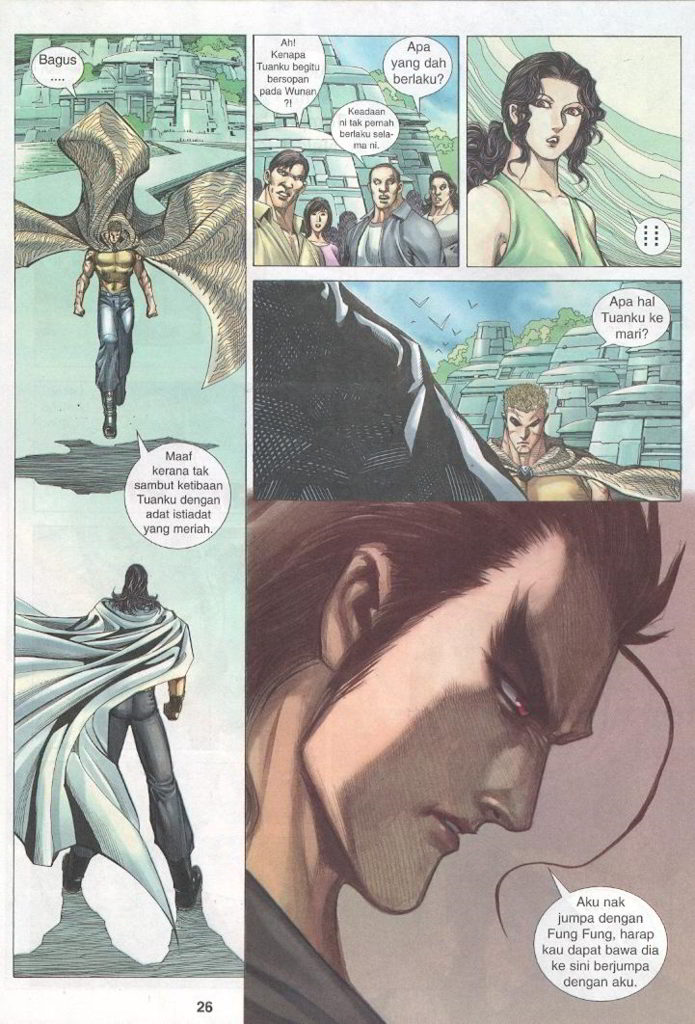 Bagus
....
Maaf
kerana tak
sambut ketibaan
Tuanku dengan
adat istiadat
yang meriah.
Ah!
Kenapa
Tuanku begitu
bersopan
pada Wunan
?!
Keadaan
ni tak pernah
berlaku sela-
ma ni.
Apa
yang dah
berlaku?
Apa hal
Tuanku ke
mari?
Aku nak
jumpa dengan
Fung Fung, harap
kau dapat bawa dia
ke sini berjumpa
dengan aku.
26